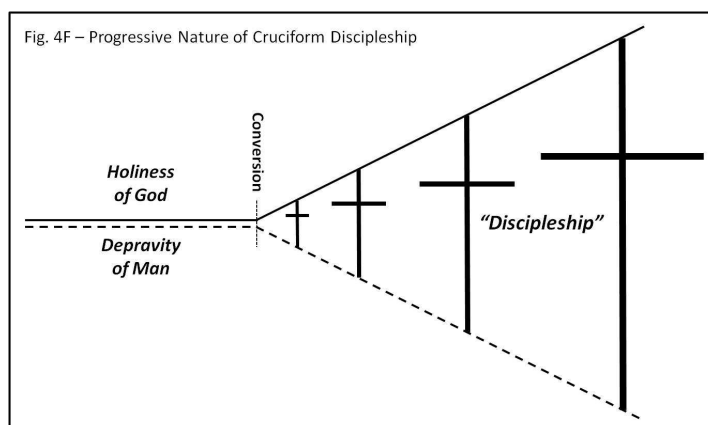 Fig. 4F – Progressive Nature of Cruciform Discipleship
Conversion
Holiness
of God
Depravity
of Man
“Discipleship”